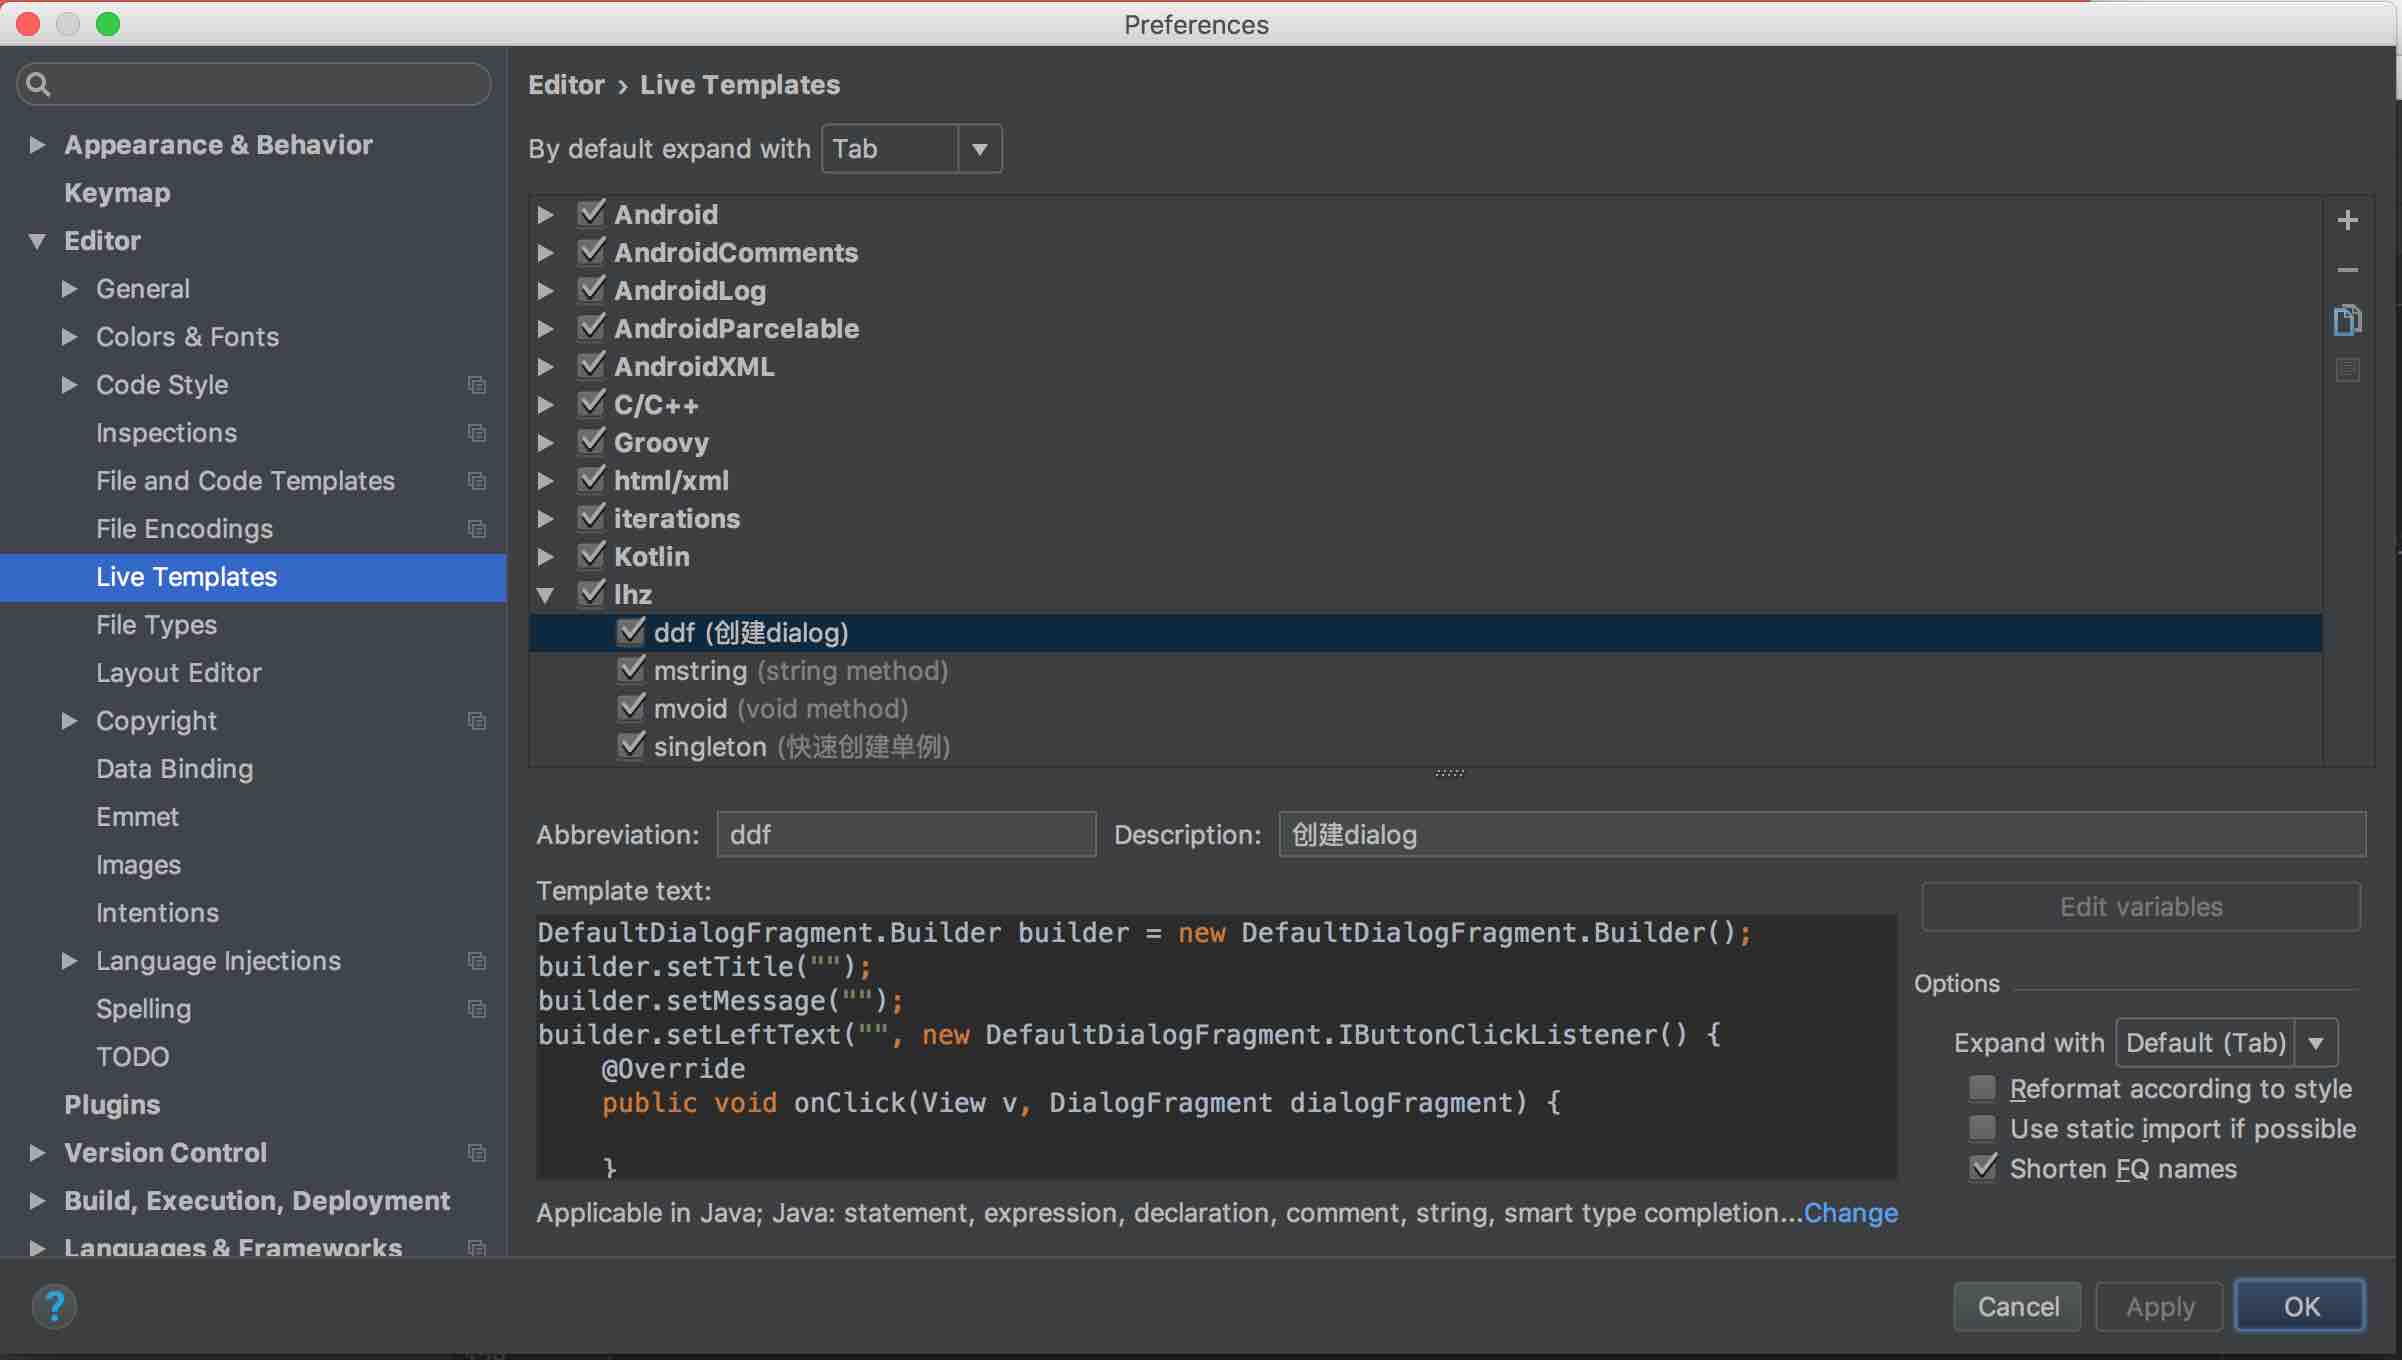 Preferences
Appearance & Behavior
Keymap
Editor
General
Colors & Fonts
Code Style
Inspections
File and Code Templates
File Encodings
Live Templates
File Types
Layout Editor
Copyright
Data Binding
Emmet
Images
Intentions
Language Injections
Spelling
TODO
Plugins
Version Control
Build, Execution, Deployment
Languages & Frameworks
Editor › Live Templates
By default expand with Tab
Android
AndroidComments
AndroidLog
AndroidParcelable
AndroidXML
C/C++
Groovy
html/xml
iterations
Kotlin
lhz
ddf (创建dialog)
mstring (string method)
mvoid (void method)
singleton (快速创建单例)
Abbreviation: ddf Description: 创建dialog
Template text:
DefaultDialogFragment.Builder builder = new DefaultDialogFragment.Builder();
builder.setTitle("");
builder.setMessage("");
builder.setLeftText("", new DefaultDialogFragment.IButtonClickListener() {
@Override
public void onClick(View v, DialogFragment dialogFragment) {
}
Applicable in Java; Java: statement, expression, declaration, comment, string, smart type completion...Change
Edit variables
Options
Expand with Default (Tab)
Reformat according to style
Use static import if possible
Shorten FQ names
?
Cancel Apply OK